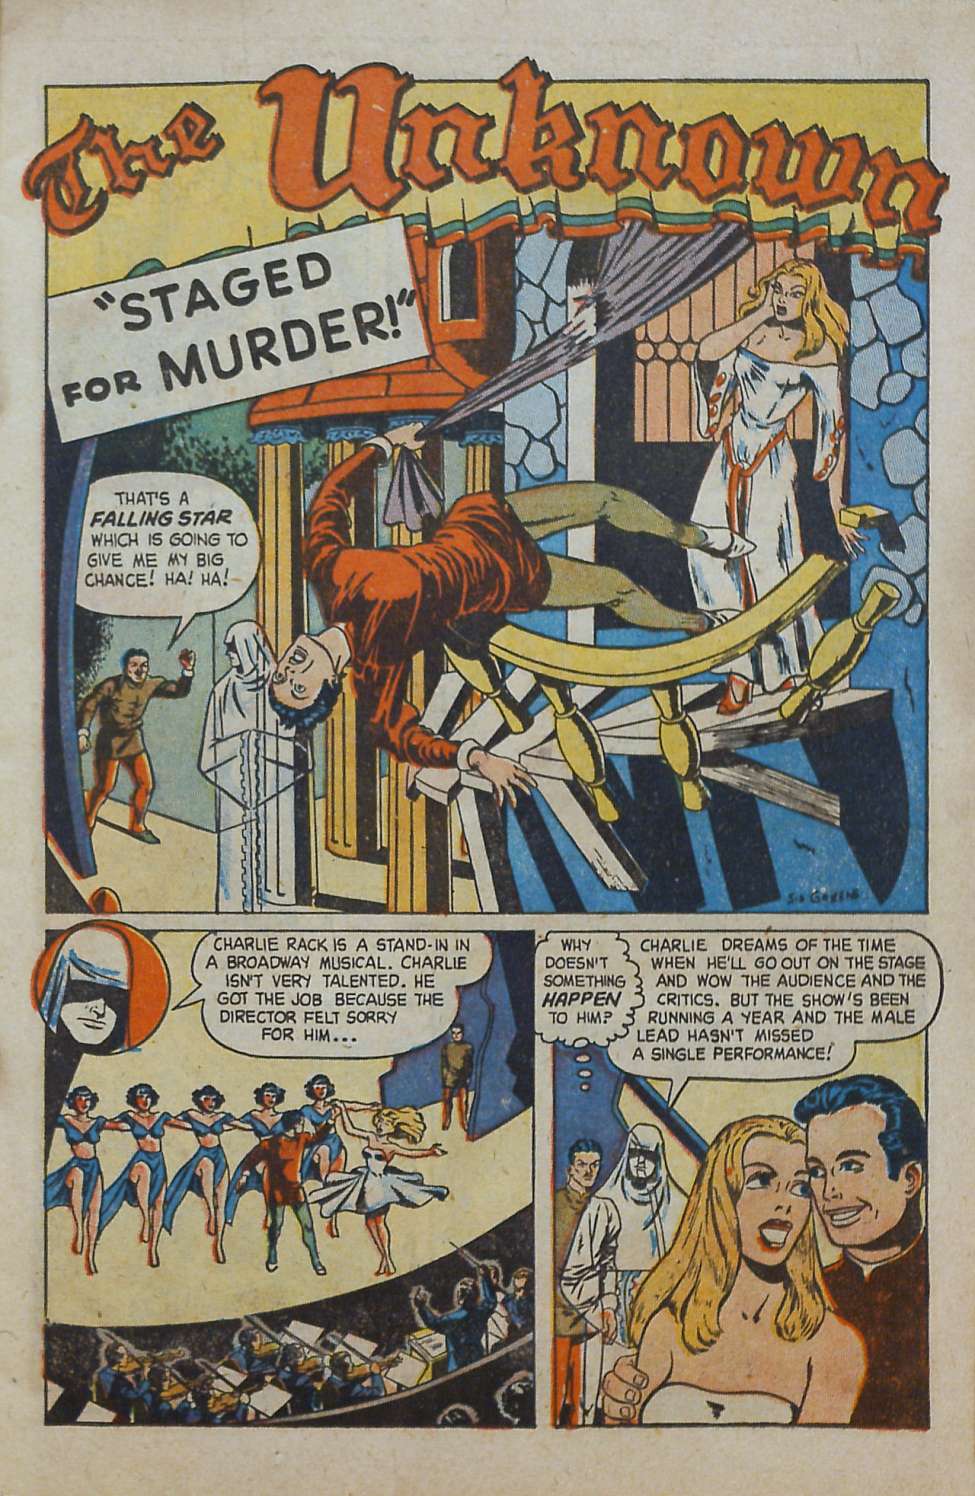 The Unknown
"STAGED
FOR MURDER!"
THAT'S A
FALLING STAR
WHICH IS GOING TO
GIVE ME MY BIG
CHANCE! HA! HA!
CHARLIE RACK IS A STAND-IN IN
A BROADWAY MUSICAL. CHARLIE
ISN'T VERY TALENTED. HE
GOT THE JOB BECAUSE THE
DIRECTOR FELT SORRY
FOR HIM...
WHY
DOESN'T
SOMETHING
HAPPEN
TO HIM?
CHARLIE DREAMS OF THE TIME
WHEN HE'LL GO OUT ON THE STAGE
AND WOW THE AUDIENCE AND THE
CRITICS. BUT THE SHOW'S BEEN
RUNNING A YEAR AND THE MALE
LEAD HASN'T MISSED
A SINGLE PERFORMANCE!